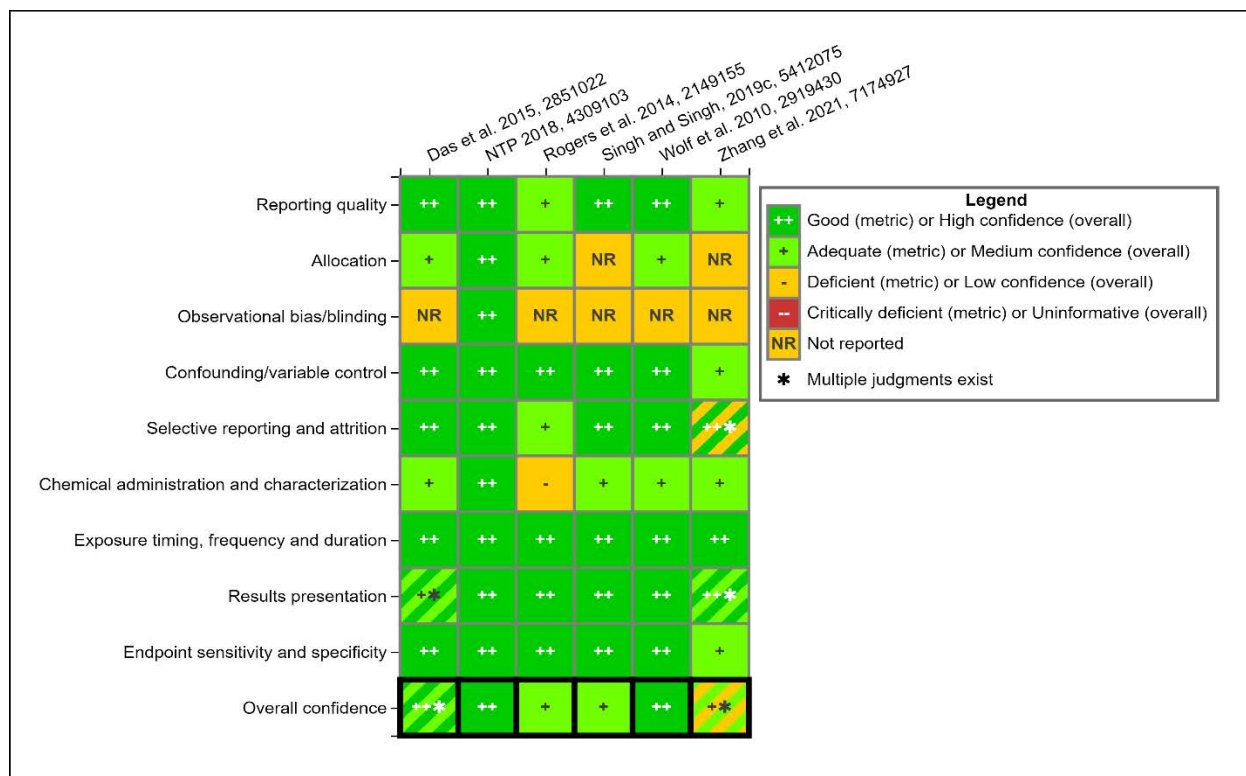 Das et al. 2015, 2851022
NTP 2018, 4309103
Rogers et al. 2014, 2149155
Singh and Singh, 2019c, 5412075
Wolf et al. 2010, 2919430
Zhang et al. 2021, 7174927
Reporting quality ++ ++ + ++ ++ +
Allocation + ++ + NR + NR
Observational bias/blinding NR ++ NR NR NR NR
Confounding/variable control ++ ++ ++ ++ ++ +
Selective reporting and attrition ++ ++ + ++ ++ ++*
Chemical administration and characterization + ++ - + + +
Exposure timing, frequency and duration ++ ++ ++ ++ ++ ++
Results presentation +* ++ ++ ++ ++ ++*
Endpoint sensitivity and specificity ++ ++ ++ ++ ++ +
Overall confidence ++* ++ + + ++ +*
Legend
++ Good (metric) or High confidence (overall)
+ Adequate (metric) or Medium confidence (overall)
- Deficient (metric) or Low confidence (overall)
-- Critically deficient (metric) or Uninformative (overall)
NR Not reported
* Multiple judgments exist